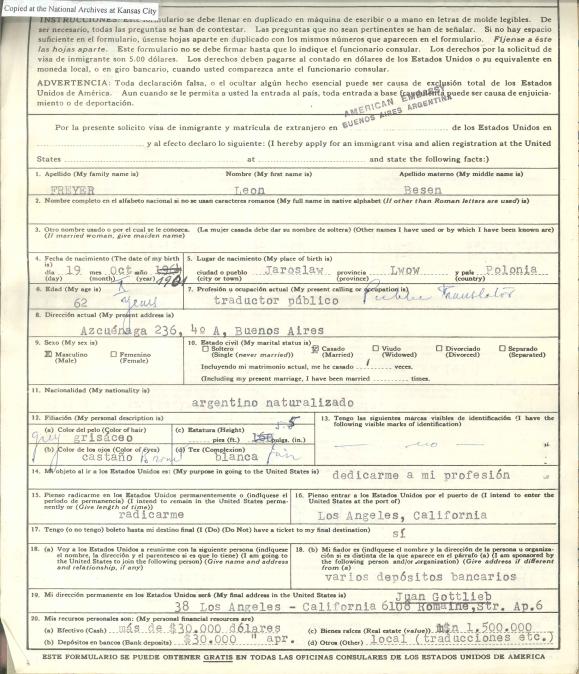 Copied at the National Archives at Kansas City
INSTRUCCIONES: Este formulario se debe llenar en duplicado en máquina de escribir o a mano en letras de molde legibles. De
ser necesario, todas las preguntas se han de contestar. Las preguntas que no sean pertinentes se han de señalar. Si no hay espacio
suficiente en el formulario, úsense hojas aparte en duplicado con los mismos números que aparecen en el formulario. Fíjense a éste
las hojas aparte. Este formulario no se debe firmar hasta que lo indique el funcionario consular. Los derechos por la solicitud
de visa de inmigrante son 5.00 dólares. Los derechos deben pagarse al contado en dólares de los Estados Unidos o su equivalente en
moneda local, o en giro bancario, cuando usted comparezca ante el funcionario consular.
ADVERTENCIA: Toda declaración falsa, o el ocultar algún hecho esencial puede ser causa de exclusión total de los Estados
Unidos de América. Aun cuando se le permita a usted la entrada al país, toda entrada a base fraudulenta puede ser causa de enjuicia-
miento o de deportación.
AMERICAN EMBASSY
BUENOS AIRES ARGENTINA
Por la presente solicito visa de inmigrante y matrícula de extranjero en de los Estados Unidos en
y al efecto declaro lo siguiente: (I hereby apply for an immigrant visa and alien registration at the United
States at and state the following facts:)
1. Apellido (My family name is) Nombre (My first name is) Apellido materno (My middle name is)
FREYER Leon Besen
2. Nombre completo en el alfabeto nacional si no se usan caracteres romanos (My full name in native alphabet (If other than Roman letters are used) is)
3. Otro nombre usado o por el cual se le conozca. (La mujer casada debe dar su nombre de soltera) (Other names I have used or by which I have been known)
(If married woman, give maiden name)
4. Fecha de nacimiento (The date of my birth is)
día 19 mes Oct año 1901
(day) (month) (year)
5. Lugar de nacimiento (My place of birth is)
ciudad o pueblo Jaroslaw provincia Lwow y país Polonia
(city or town) (province) (country)
6. Edad (My age is)
62 years
7. Profesión u ocupación actual (My present calling or occupation is)
traductor público Public Translator
8. Dirección actual (My present address is)
Azcuénaga 236, 4º A, Buenos Aires
9. Sexo (My sex is)
☒ Masculino ☐ Femenino
(Male) (Female)
10. Estado civil (My marital status is)
☐ Soltero ☒ Casado ☐ Viudo ☐ Divorciado ☐ Separado
(Single (never married)) (Married) (Widowed) (Divorced) (Separated)
Incluyendo mi matrimonio actual, me he casado 1 veces.
(Including my present marriage, I have been married times.
11. Nacionalidad (My nationality is)
argentino naturalizado
12. Filiación (My personal description is)
(a) Color del pelo (Color of hair) (c) Estatura (Height) 5.5
grey grisáceo pies (ft.) pulgs. (in.)
(b) Color de los ojos (Color of eyes) (d) Tez (Complexion)
castaño blanca fair
13. Tengo las siguientes marcas visibles de identificación (I have the
following visible marks of identification)
— no —
14. Mi objeto al ir a los Estados Unidos es: (My purpose in going to the United States is) dedicarme a mi profesión
15. Pienso radicarme en los Estados Unidos permanentemente o (indíquese el
período de permanencia) (I intend to remain in the United States perma-
nently or (Give length of time))
radicarme
16. Pienso entrar a los Estados Unidos por el puerto de (I intend to enter the
United States at the port of)
Los Angeles, California
17. Tengo (o no tengo) boleto hasta mi destino final (I (Do) (Do Not) have a ticket to my final destination)
sí
18. (a) Voy a los Estados Unidos a reunirme con la siguiente persona (indíquese
el nombre, la dirección y el parentesco si es que lo tiene) (I am going to
the United States to join the following person) (Give name and address
and relationship, if any)
18. (b) Mi fiador es (indíquese el nombre y la dirección de la persona u organiza-
ción si es distinta de la que aparece en el párrafo (a) (I am sponsored by
the following person and/or organization) (Give address if different
from (a)
varios depósitos bancarios
19. Mi dirección permanente en los Estados Unidos será (My final address in the United States is) Juan Gottlieb
38 Los Angeles - California 6108 Romaine, Str. Ap.6
20. Mis recursos personales son: (My personal financial resources are)
(a) Efectivo (Cash) más de $30.000 dólares (c) Bienes raíces (Real estate (value)) m$n 1,500.000
(b) Depósitos en bancos (Bank deposits) $30.000 " apr. (d) Otros (Other) local (traducciones etc.)
ESTE FORMULARIO SE PUEDE OBTENER GRATIS EN TODAS LAS OFICINAS CONSULARES DE LOS ESTADOS UNIDOS DE AMERICA